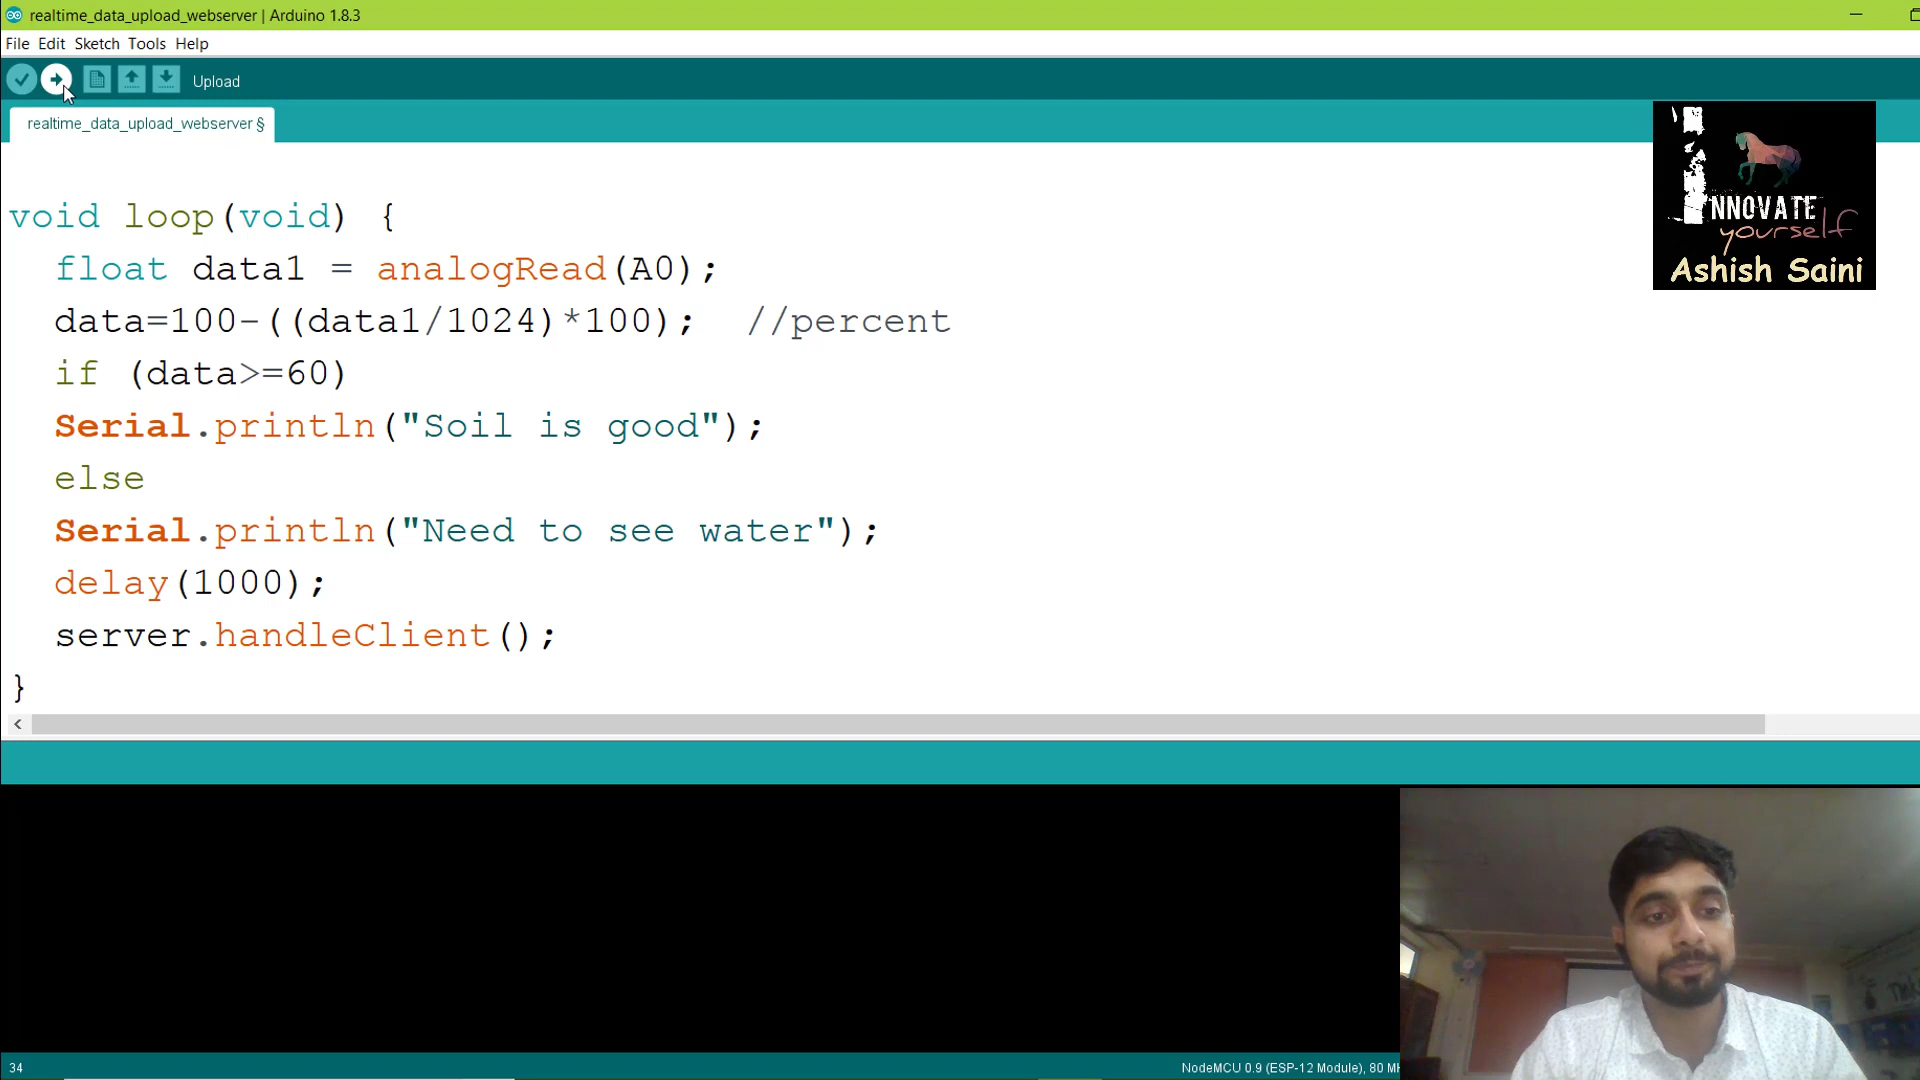 realtime_data_upload_webserver | Arduino 1.8.3
File Edit Sketch Tools Help
Upload
realtime_data_upload_webserver §
void loop(void) {
float data1 = analogRead(A0);
data=100-((data1/1024)*100); //percent
if (data>=60)
Serial.println("Soil is good");
else
Serial.println("Need to see water");
delay(1000);
server.handleClient();
}
NNOVATE
yourself
Ashish Saini
34
NodeMCU 0.9 (ESP-12 Module), 80 MH